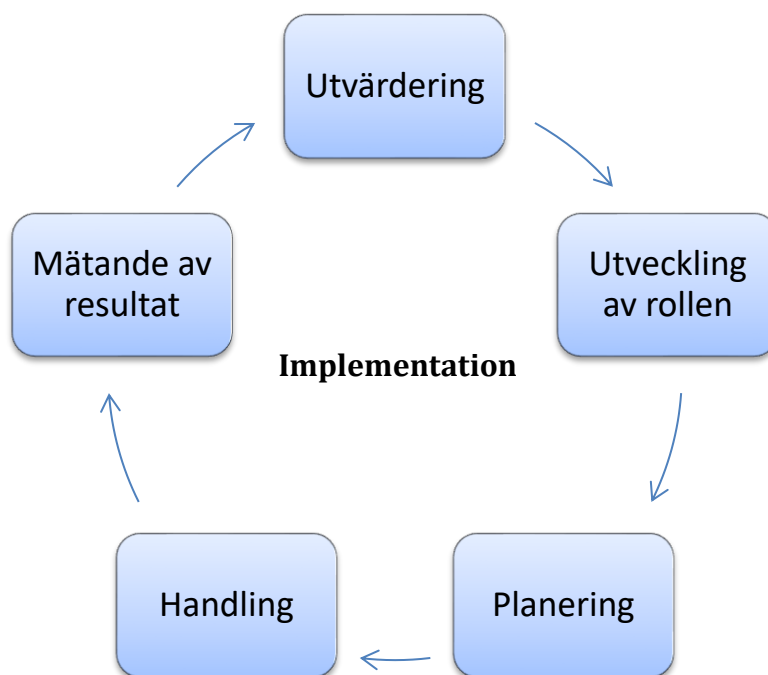 Utvärdering
Utveckling
av rollen
Planering
Handling
Mätande av
resultat
Implementation